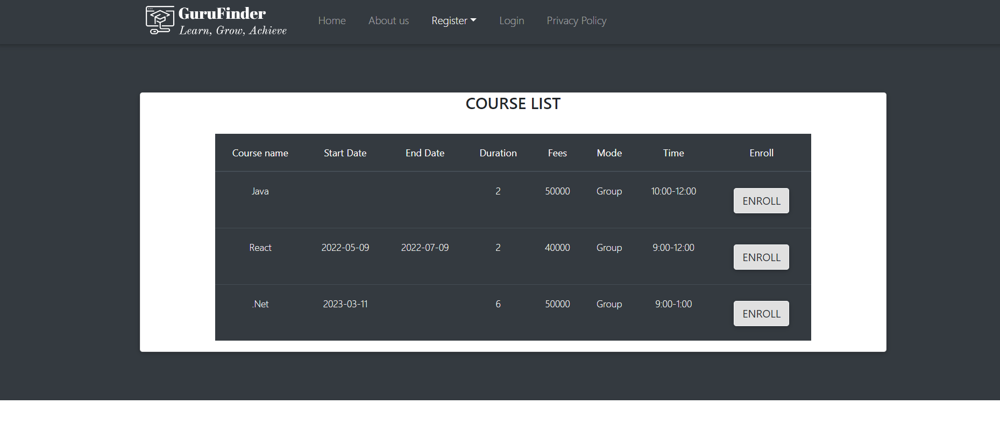 GuruFinder
Learn, Grow, Achieve
Home About us Register Login Privacy Policy
COURSE LIST
Course name Start Date End Date Duration Fees Mode Time Enroll
Java 2 50000 Group 10:00-12:00 ENROLL
React 2022-05-09 2022-07-09 2 40000 Group 9:00-12:00 ENROLL
.Net 2023-03-11 6 50000 Group 9:00-1:00 ENROLL